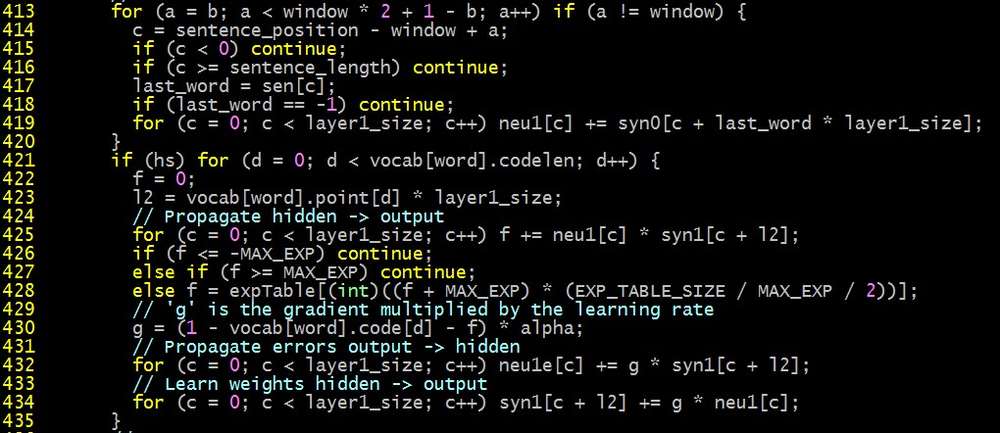 413       for (a = b; a < window * 2 + 1 - b; a++) if (a != window) {
414         c = sentence_position - window + a;
415         if (c < 0) continue;
416         if (c >= sentence_length) continue;
417         last_word = sen[c];
418         if (last_word == -1) continue;
419         for (c = 0; c < layer1_size; c++) neu1[c] += syn0[c + last_word * layer1_size];
420       }
421       if (hs) for (d = 0; d < vocab[word].codelen; d++) {
422         f = 0;
423         l2 = vocab[word].point[d] * layer1_size;
424         // Propagate hidden -> output
425         for (c = 0; c < layer1_size; c++) f += neu1[c] * syn1[c + l2];
426         if (f <= -MAX_EXP) continue;
427         else if (f >= MAX_EXP) continue;
428         else f = expTable[(int)((f + MAX_EXP) * (EXP_TABLE_SIZE / MAX_EXP / 2))];
429         // 'g' is the gradient multiplied by the learning rate
430         g = (1 - vocab[word].code[d] - f) * alpha;
431         // Propagate errors output -> hidden
432         for (c = 0; c < layer1_size; c++) neu1e[c] += g * syn1[c + l2];
433         // Learn weights hidden -> output
434         for (c = 0; c < layer1_size; c++) syn1[c + l2] += g * neu1[c];
435       }